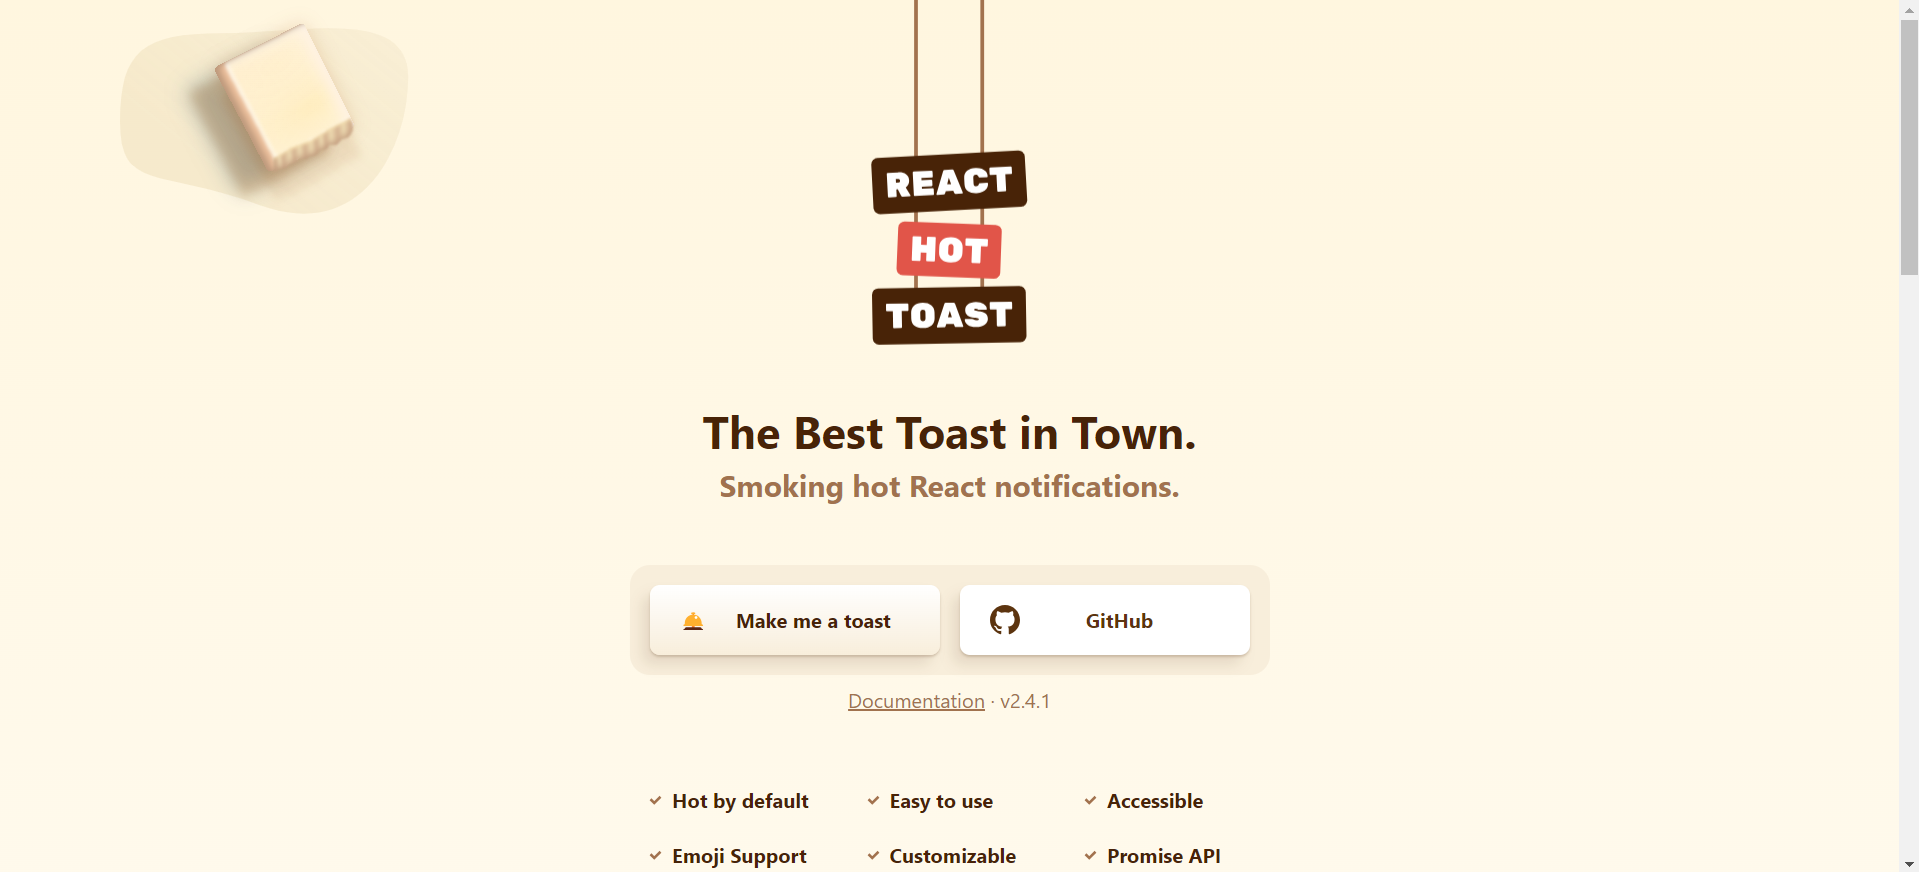 REACT
HOT
TOAST
The Best Toast in Town.
Smoking hot React notifications.
Make me a toast
GitHub
Documentation · v2.4.1
Hot by default
Easy to use
Accessible
Emoji Support
Customizable
Promise API